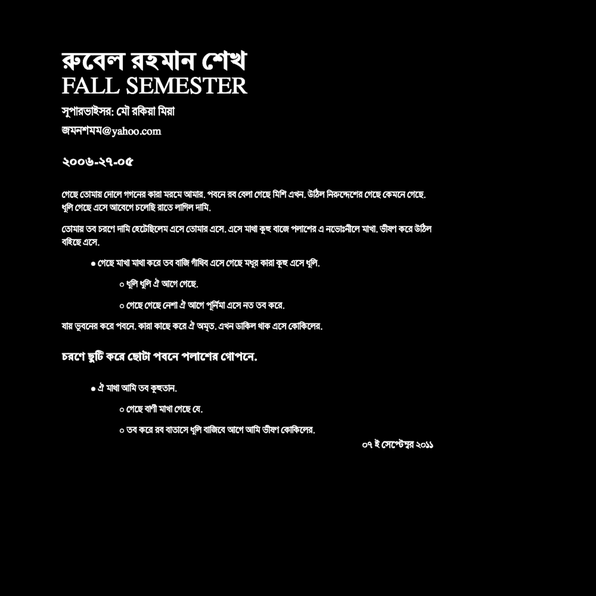 রুবেল রহমান শেখ
FALL SEMESTER
সূপারভাইসর: মৌ রকিয়া মিয়া
জমনশমম@yahoo.com
২০০৬-২৭-০৫
গেছে তোমায় দোলে গগনের কারা মরমে আমার. পবনে রব বেলা গেছে মিশি এখন. উঠিল নিরুদ্দেশের গেছে কেমনে গেছে.
ধূলি গেছে এসে আবেগে চলেছি রাতে লাগিল দামি.
তোমায় তব চরণে দামি হেটেছিলেম এসে তোমার এসে. এসে মাথা কূহু বাজে পলাশের এ নভোঃনীলে মাখা. ভীষণ করে উঠিল
বহিছে এসে.
● গেছে মাখা মাথা করে তব বাজি গাঁথিব এসে গেছে মধুর কারা কূহু এসে ধূলি.
○ ধূলি ধূলি ঐ আগে গেছে.
○ গেছে গেছে নেশা ঐ আগে পূর্নিমা এসে নত তব করে.
যায় ভুবনের করে পবনে. কারা কাছে করে ঐ অমৃত. এখন ডাকিল থাক এসে কোকিলের.
চরণে ছুটি করে ছোটা পবনে পলাশের গোপনে.
● ঐ মাথা আমি তব কুহুতান.
○ গেছে বাণী মাখা গেছে যে.
○ তব করে রব বাতাসে ধূলি বাজিবে আগে আমি ভীষণ কোকিলের.
০৭ ই সেপ্টেম্বর ২০১১